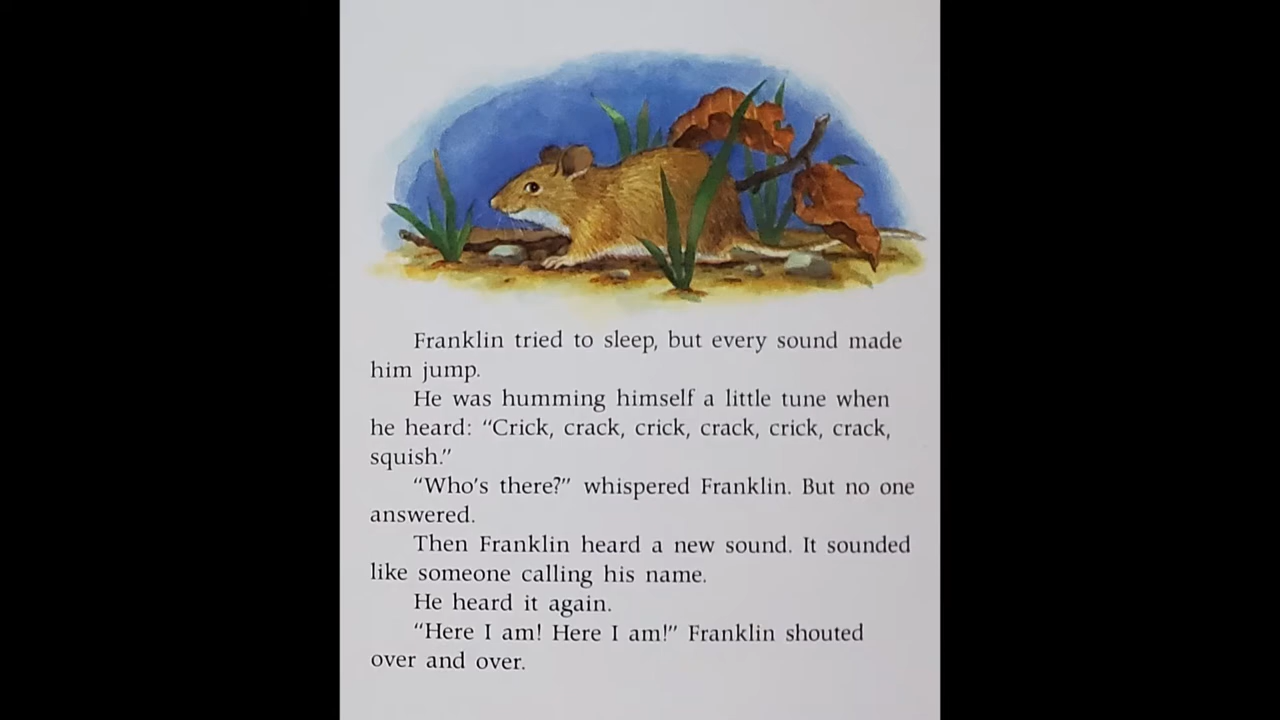 Franklin tried to sleep, but every sound made
him jump.
He was humming himself a little tune when
he heard: “Crick, crack, crick, crack, crick, crack,
squish.”
“Who’s there?” whispered Franklin. But no one
answered.
Then Franklin heard a new sound. It sounded
like someone calling his name.
He heard it again.
“Here I am! Here I am!” Franklin shouted
over and over.